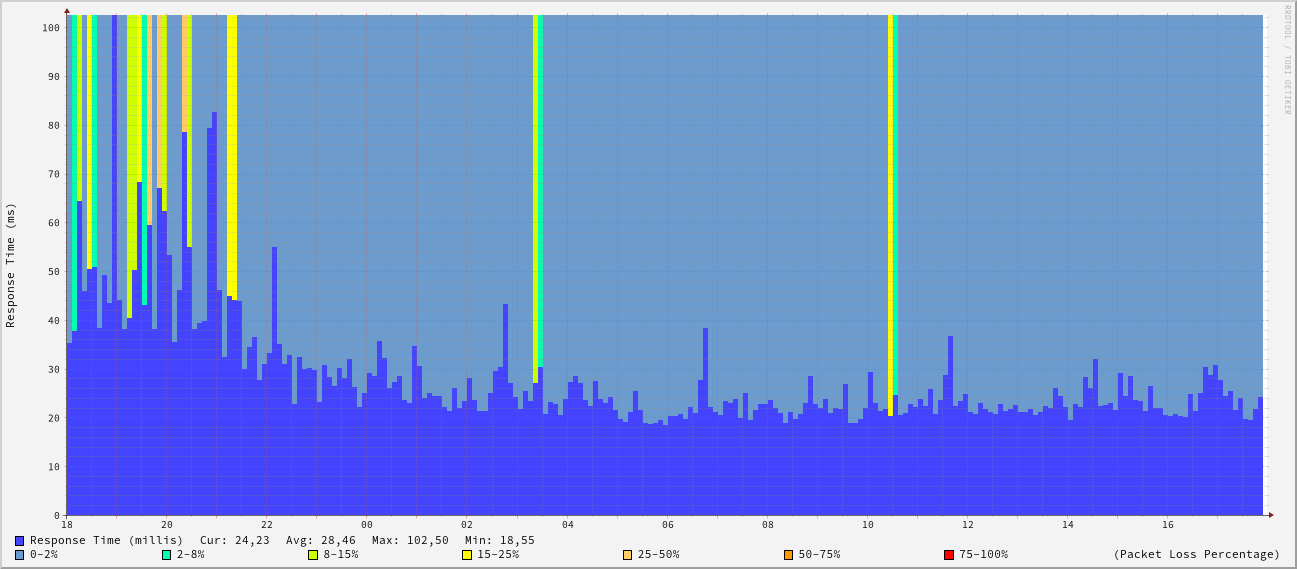 RRDTOOL / TOBI OETIKER
Response Time (ms)
100
90
80
70
60
50
40
30
20
10
0
18 20 22 00 02 04 06 08 10 12 14 16
Response Time (millis) Cur: 24,23 Avg: 28,46 Max: 102,50 Min: 18,55
0-2% 2-8% 8-15% 15-25% 25-50% 50-75% 75-100% (Packet Loss Percentage)